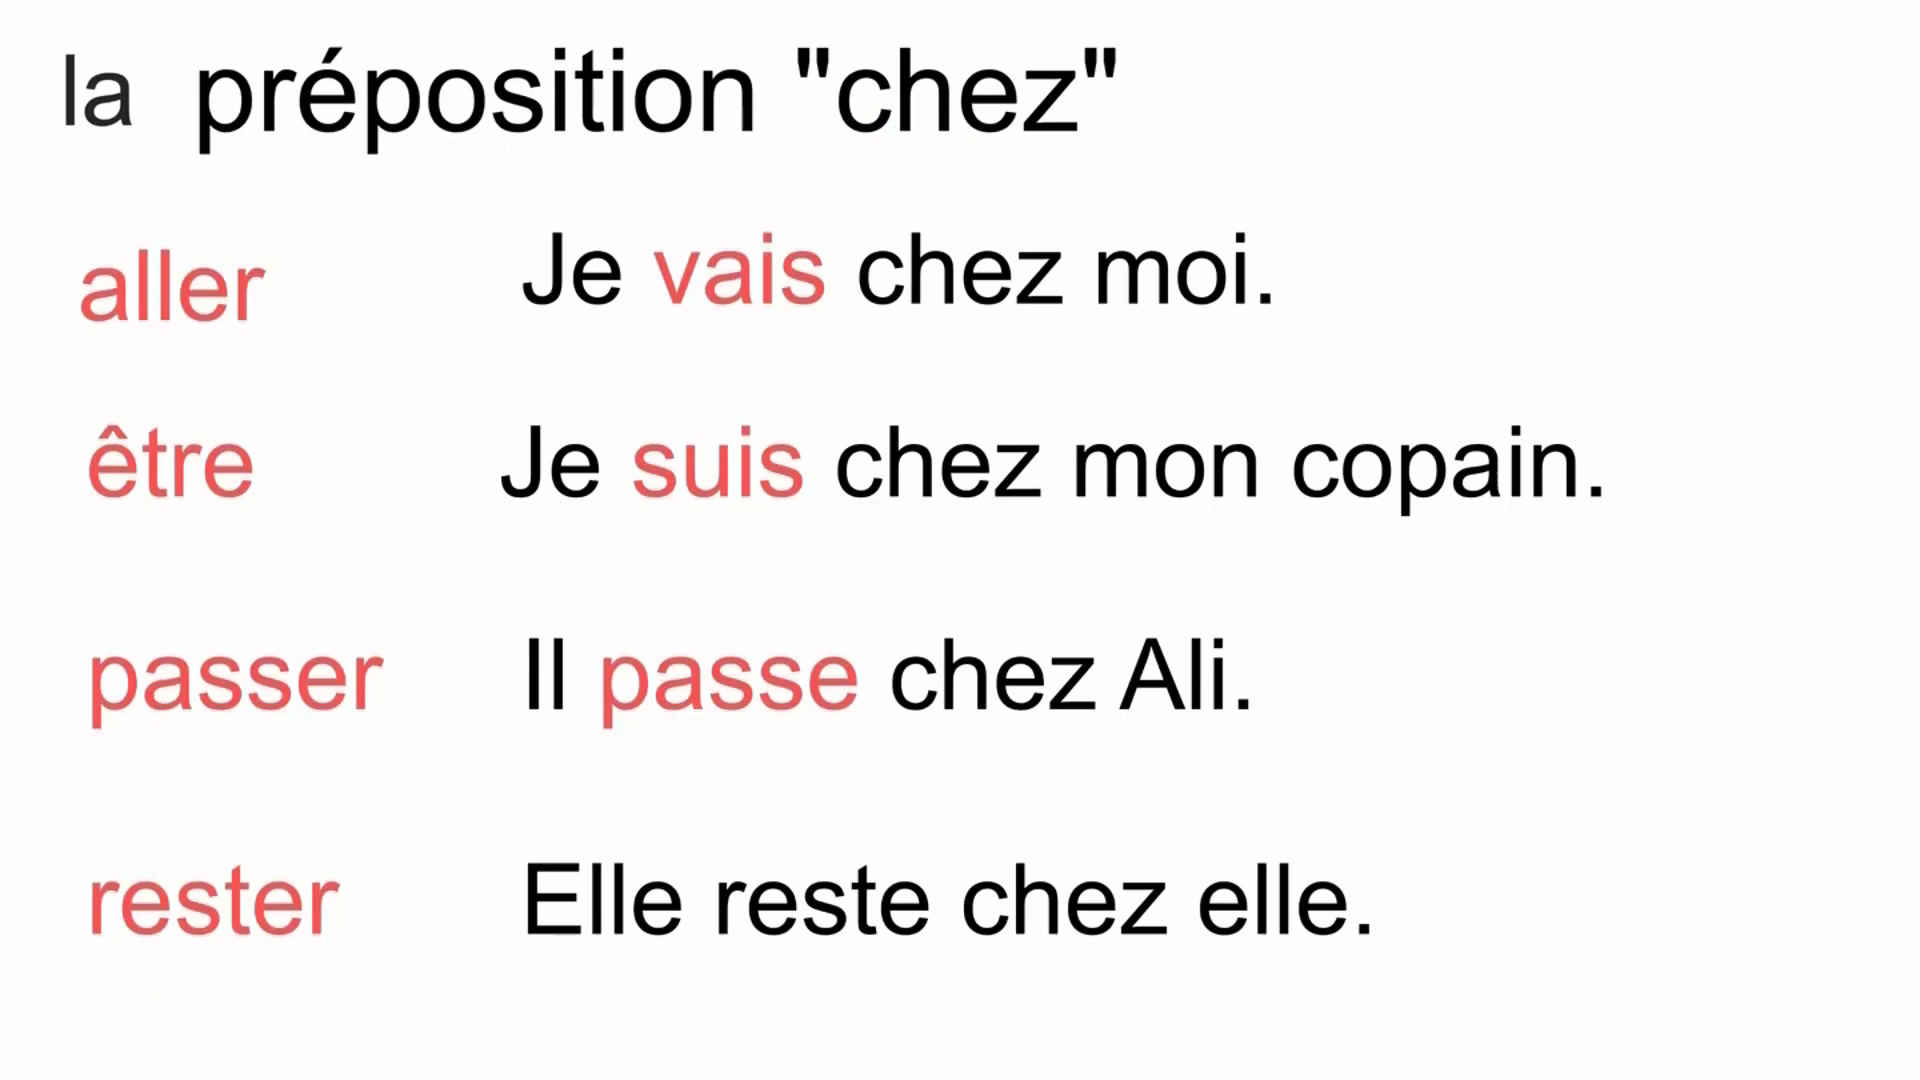 la préposition "chez"
aller Je vais chez moi.
être Je suis chez mon copain.
passer Il passe chez Ali.
rester Elle reste chez elle.